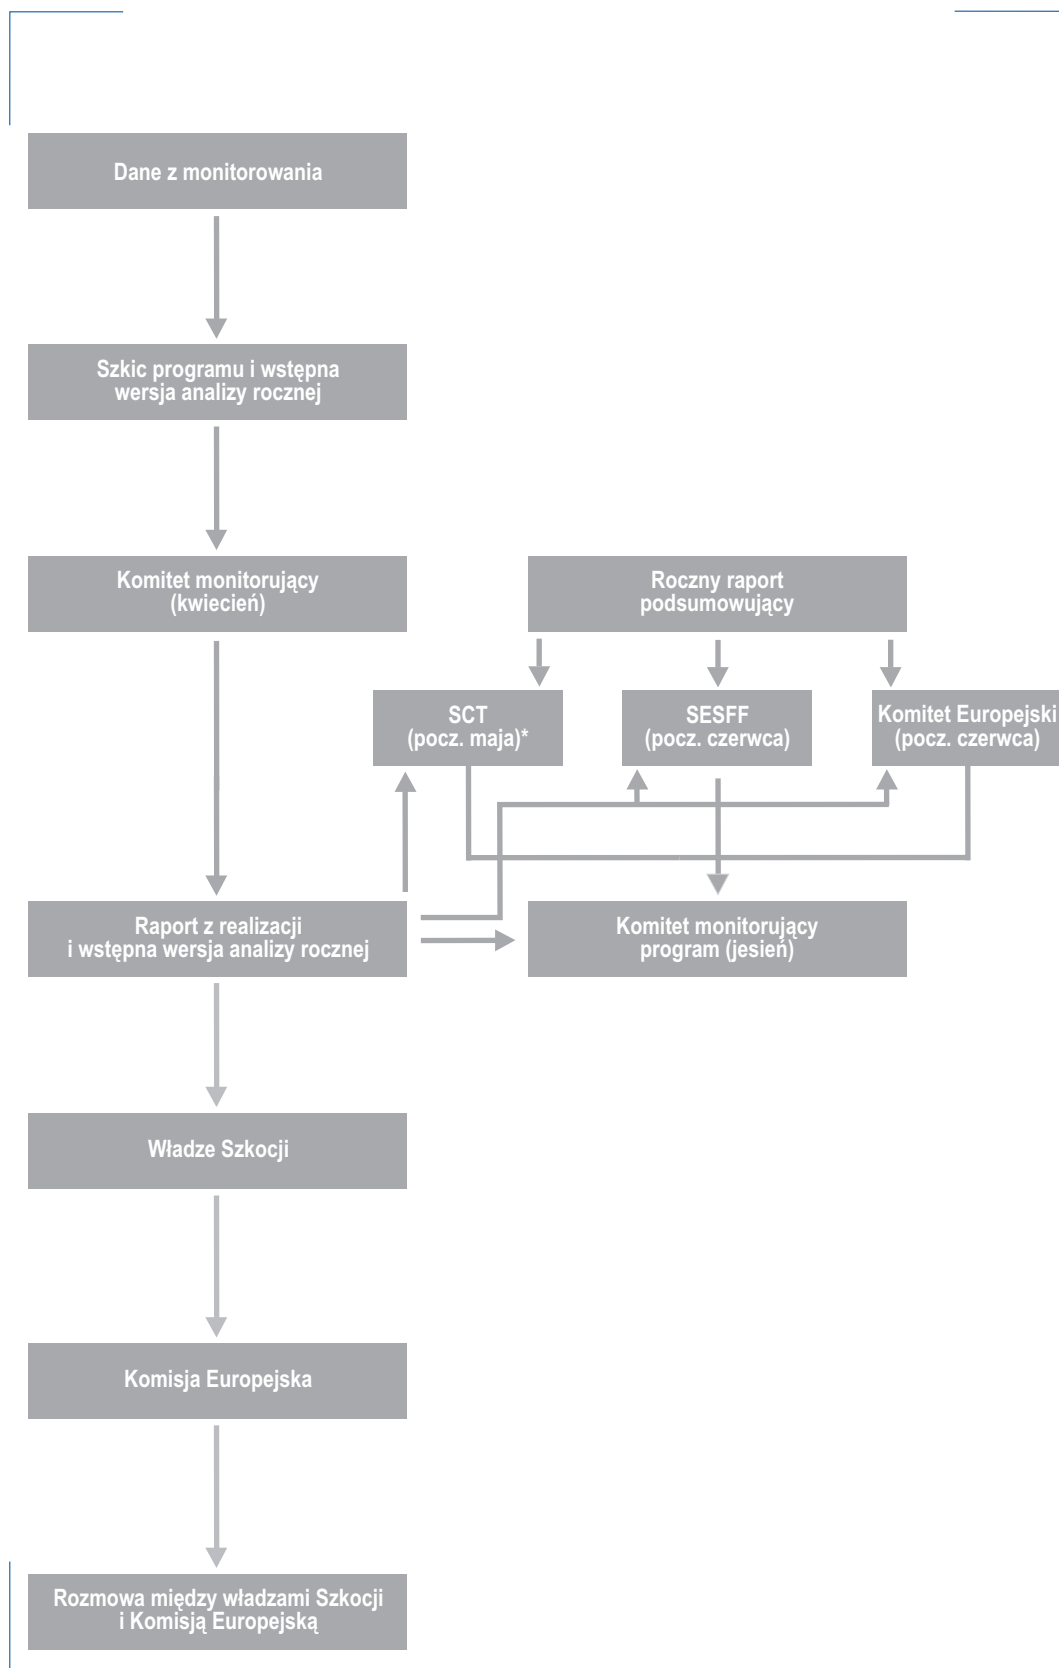 Dane z monitorowania
Szkic programu i wstępna
wersja analizy rocznej
Komitet monitorujący
(kwiecień)
Roczny raport
podsumowujący
SCT
(pocz. maja)*
SESFF
(pocz. czerwca)
Komitet Europejski
(pocz. czerwca)
Raport z realizacji
i wstępna wersja analizy rocznej
Komitet monitorujący
program (jesień)
Władze Szkocji
Komisja Europejska
Rozmowa między władzami Szkocji
i Komisją Europejską